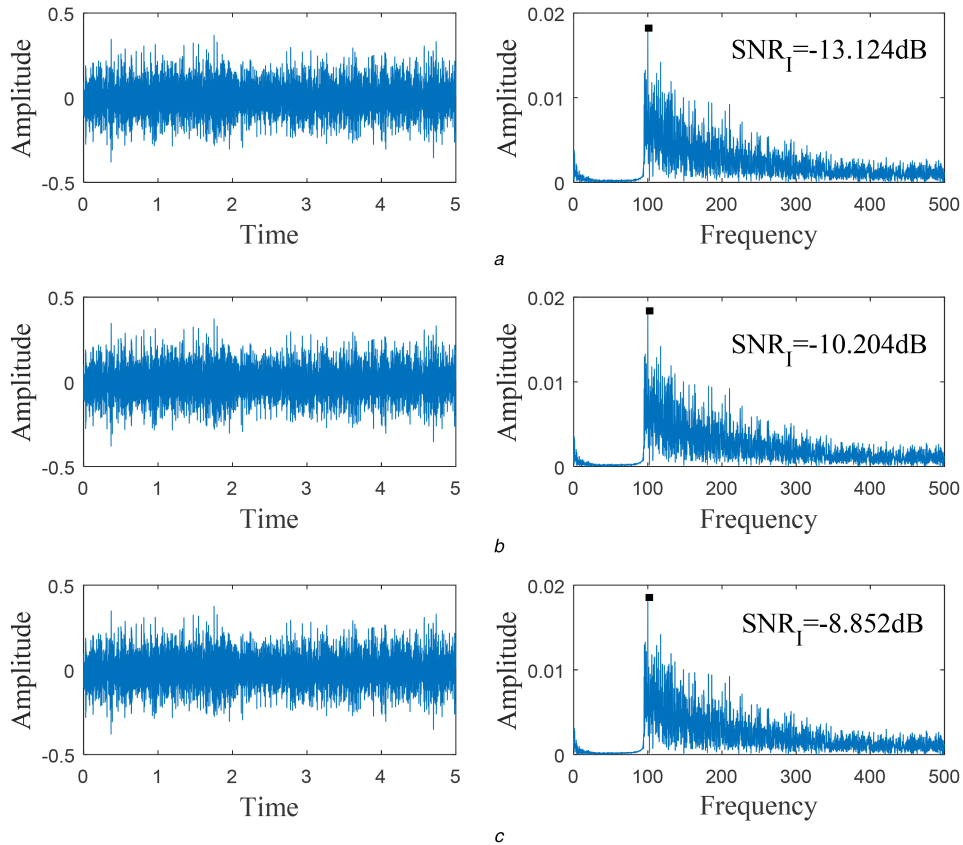 0.5
0
-0.5
Amplitude
0 1 2 3 4 5
Time
0.02
0.01
0
Amplitude
SNR_I=-13.124dB
0 100 200 300 400 500
Frequency
a
0.5
0
-0.5
Amplitude
0 1 2 3 4 5
Time
0.02
0.01
0
Amplitude
SNR_I=-10.204dB
0 100 200 300 400 500
Frequency
b
0.5
0
-0.5
Amplitude
0 1 2 3 4 5
Time
0.02
0.01
0
Amplitude
SNR_I=-8.852dB
0 100 200 300 400 500
Frequency
c